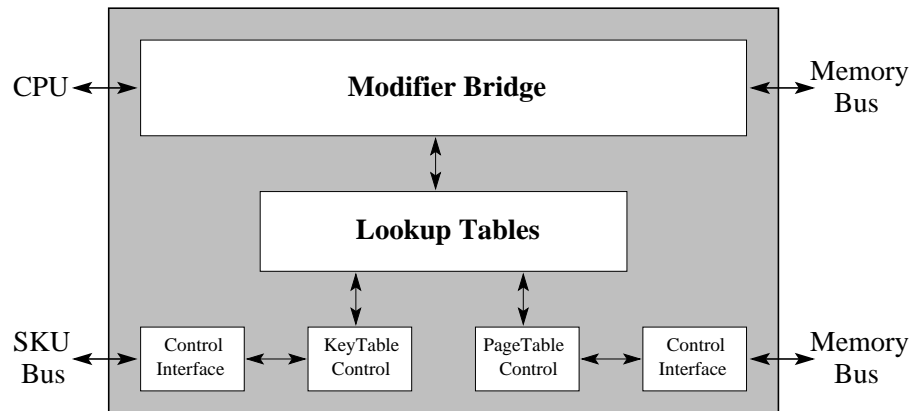 CPU
Modifier Bridge
Memory
Bus
Lookup Tables
SKU
Bus
Control
Interface
KeyTable
Control
PageTable
Control
Control
Interface
Memory
Bus